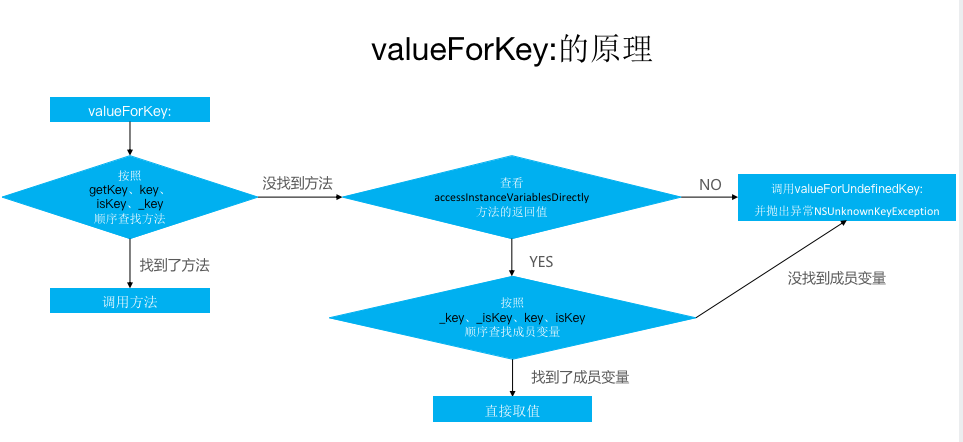 valueForKey:的原理
valueForKey:
按照
getKey、key、
isKey、_key
顺序查找方法
没找到方法
查看
accessInstanceVariablesDirectly
方法的返回值
NO
调用valueForUndefinedKey:
并抛出异常NSUnknownKeyException
找到了方法
调用方法
YES
没找到成员变量
按照
_key、_isKey、key、isKey
顺序查找成员变量
找到了成员变量
直接取值